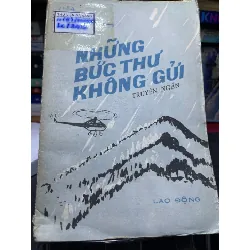 NHỮNG
BỨC THƯ
KHÔNG GỬI
TRUYỆN NGẮN
LAO ĐỘNG